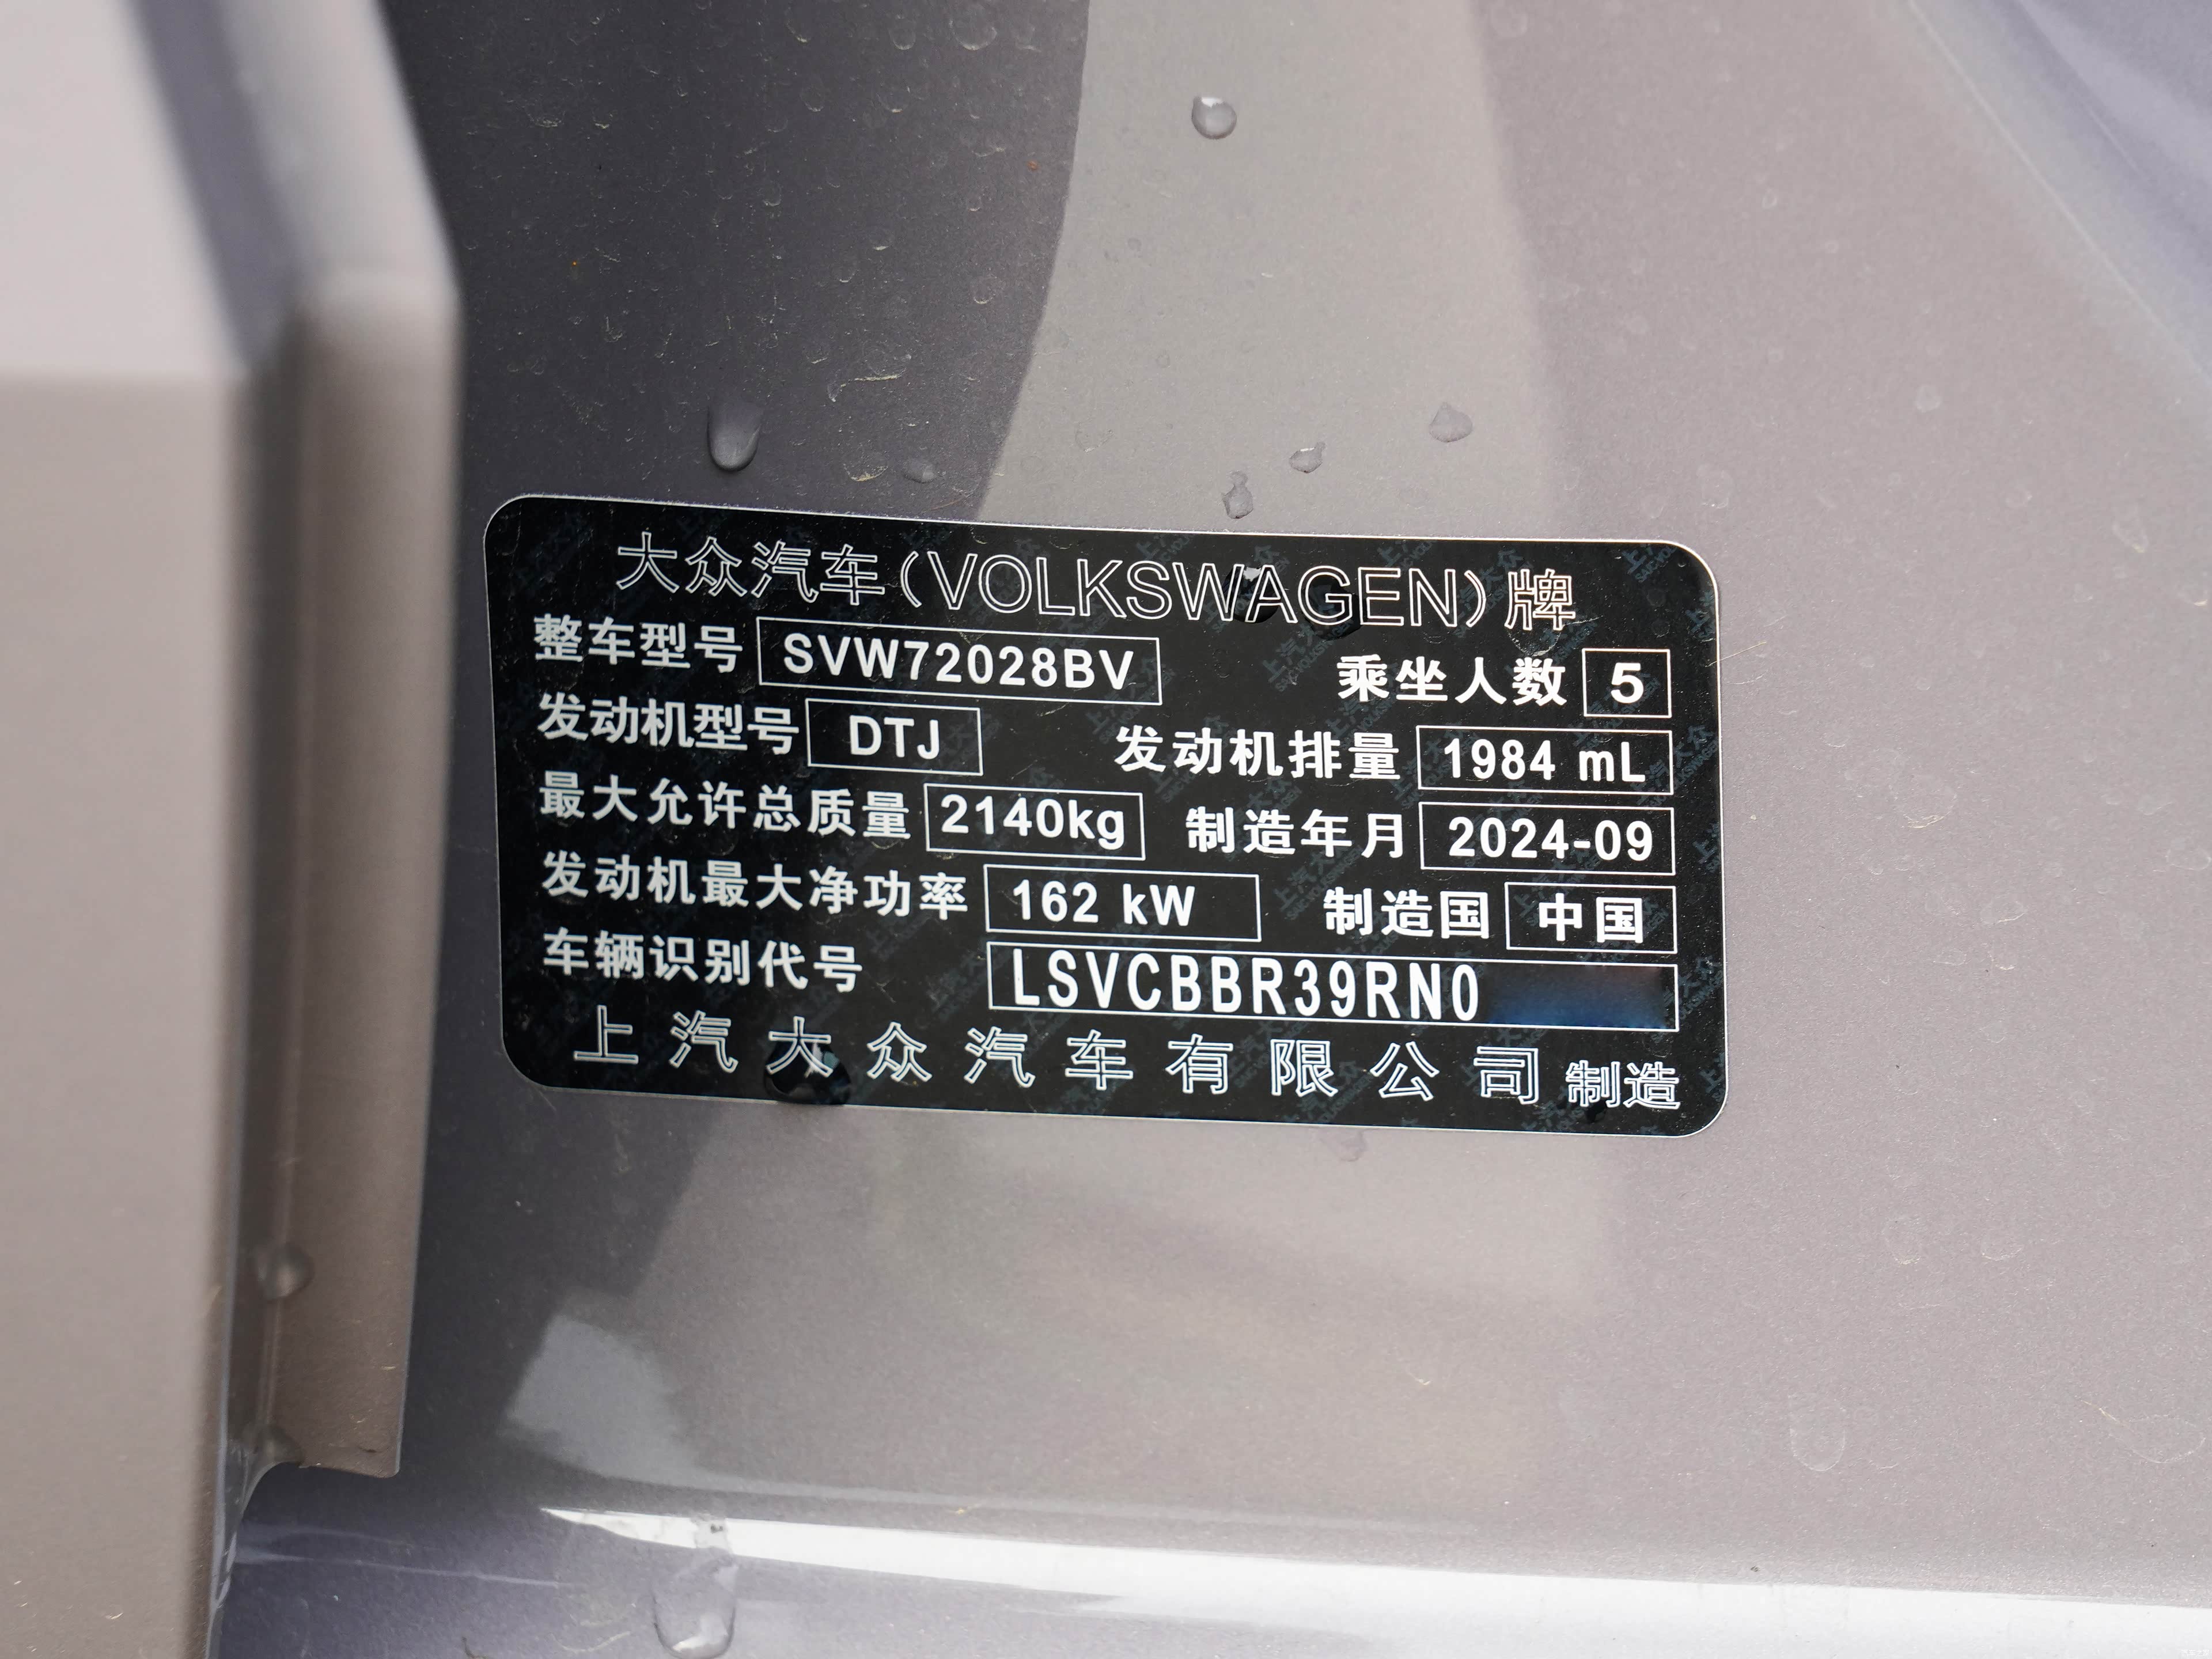 大众汽车(VOLKSWAGEN)牌
整车型号 SVW72028BV 乘坐人数 5
发动机型号 DTJ 发动机排量 1984 mL
最大允许总质量 2140kg 制造年月 2024-09
发动机最大净功率 162 kW 制造国 中国
车辆识别代号 LSVCBBR39RN0
上汽大众汽车有限公司 制造